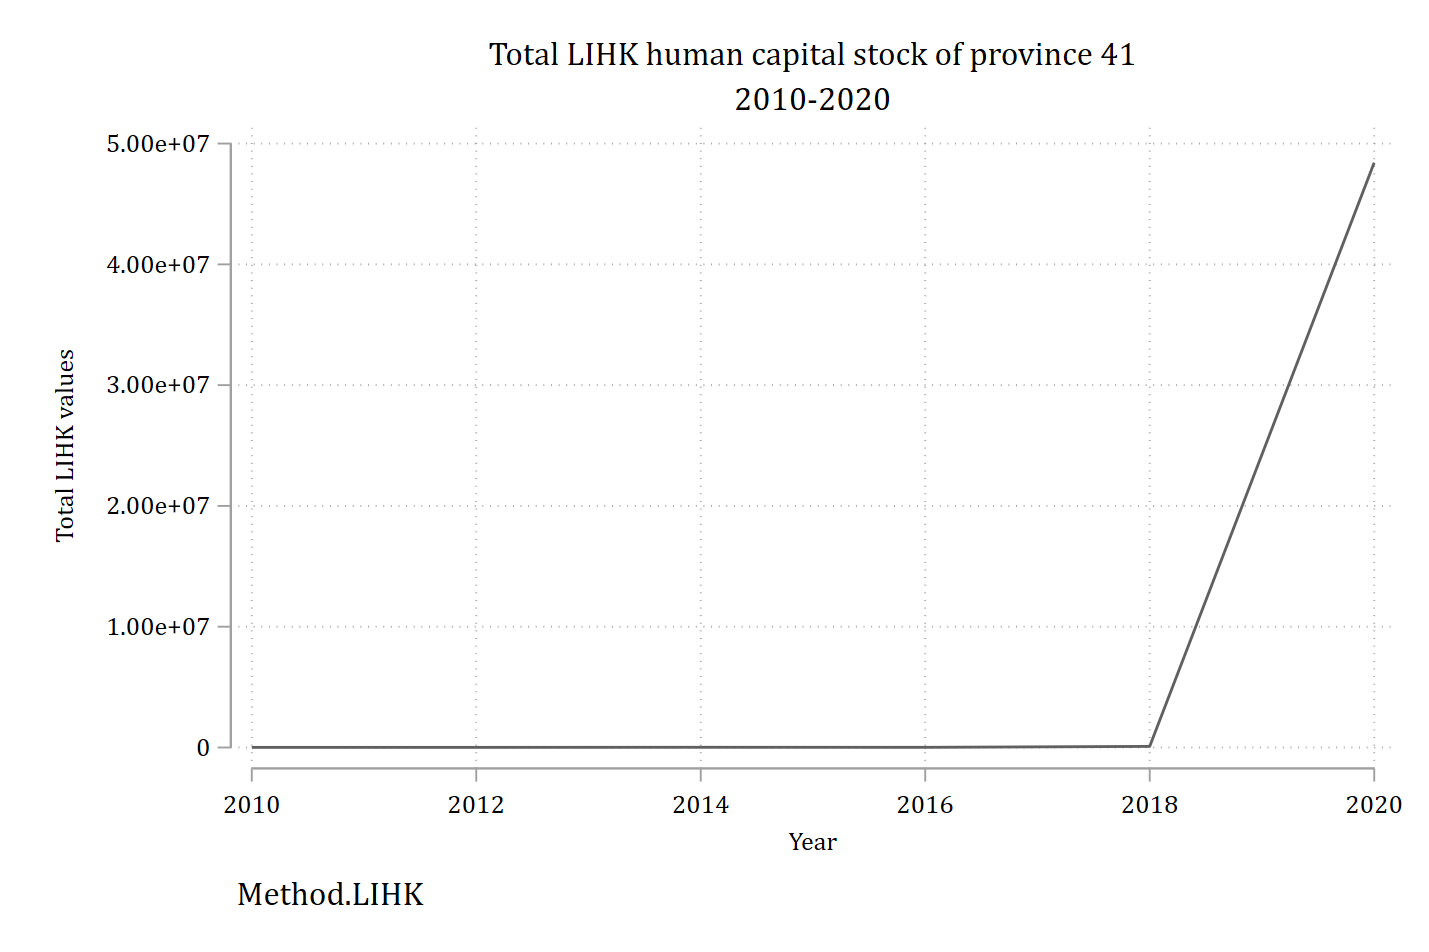 Total LIHK human capital stock of province 41
2010-2020
5.00e+07
4.00e+07
3.00e+07
2.00e+07
1.00e+07
0
Total LIHK values
2010 2012 2014 2016 2018 2020
Year
Method.LIHK